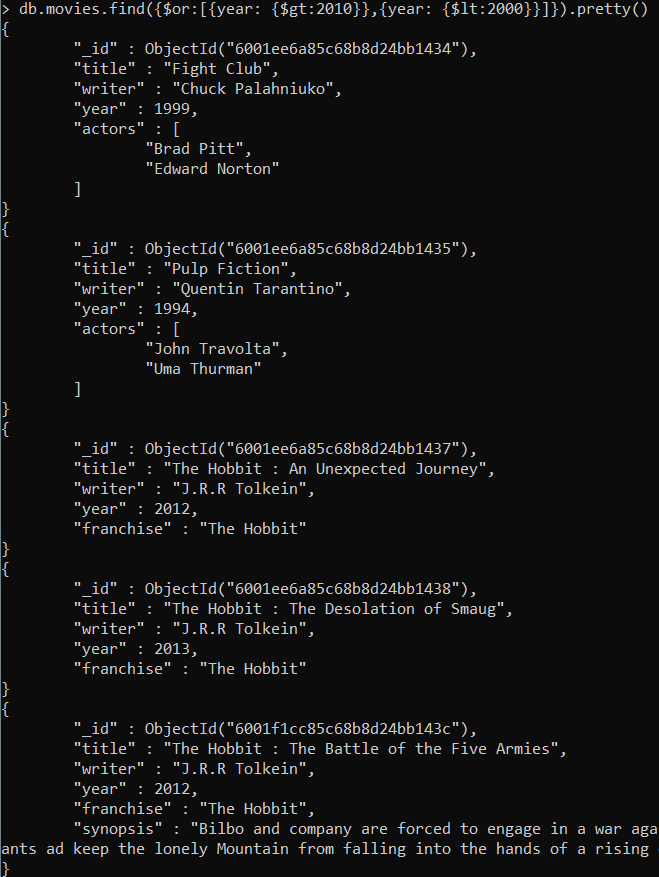 > db.movies.find({$or:[{year: {$gt:2010}},{year: {$lt:2000}}]}).pretty()
{
        "_id" : ObjectId("6001ee6a85c68b8d24bb1434"),
        "title" : "Fight Club",
        "writer" : "Chuck Palahniuko",
        "year" : 1999,
        "actors" : [
                "Brad Pitt",
                "Edward Norton"
        ]
}
{
        "_id" : ObjectId("6001ee6a85c68b8d24bb1435"),
        "title" : "Pulp Fiction",
        "writer" : "Quentin Tarantino",
        "year" : 1994,
        "actors" : [
                "John Travolta",
                "Uma Thurman"
        ]
}
{
        "_id" : ObjectId("6001ee6a85c68b8d24bb1437"),
        "title" : "The Hobbit : An Unexpected Journey",
        "writer" : "J.R.R Tolkein",
        "year" : 2012,
        "franchise" : "The Hobbit"
}
{
        "_id" : ObjectId("6001ee6a85c68b8d24bb1438"),
        "title" : "The Hobbit : The Desolation of Smaug",
        "writer" : "J.R.R Tolkein",
        "year" : 2013,
        "franchise" : "The Hobbit"
}
{
        "_id" : ObjectId("6001f1cc85c68b8d24bb143c"),
        "title" : "The Hobbit : The Battle of the Five Armies",
        "writer" : "J.R.R Tolkein",
        "year" : 2012,
        "franchise" : "The Hobbit",
        "synopsis" : "Bilbo and company are forced to engage in a war aga
ants ad keep the lonely Mountain from falling into the hands of a rising
}